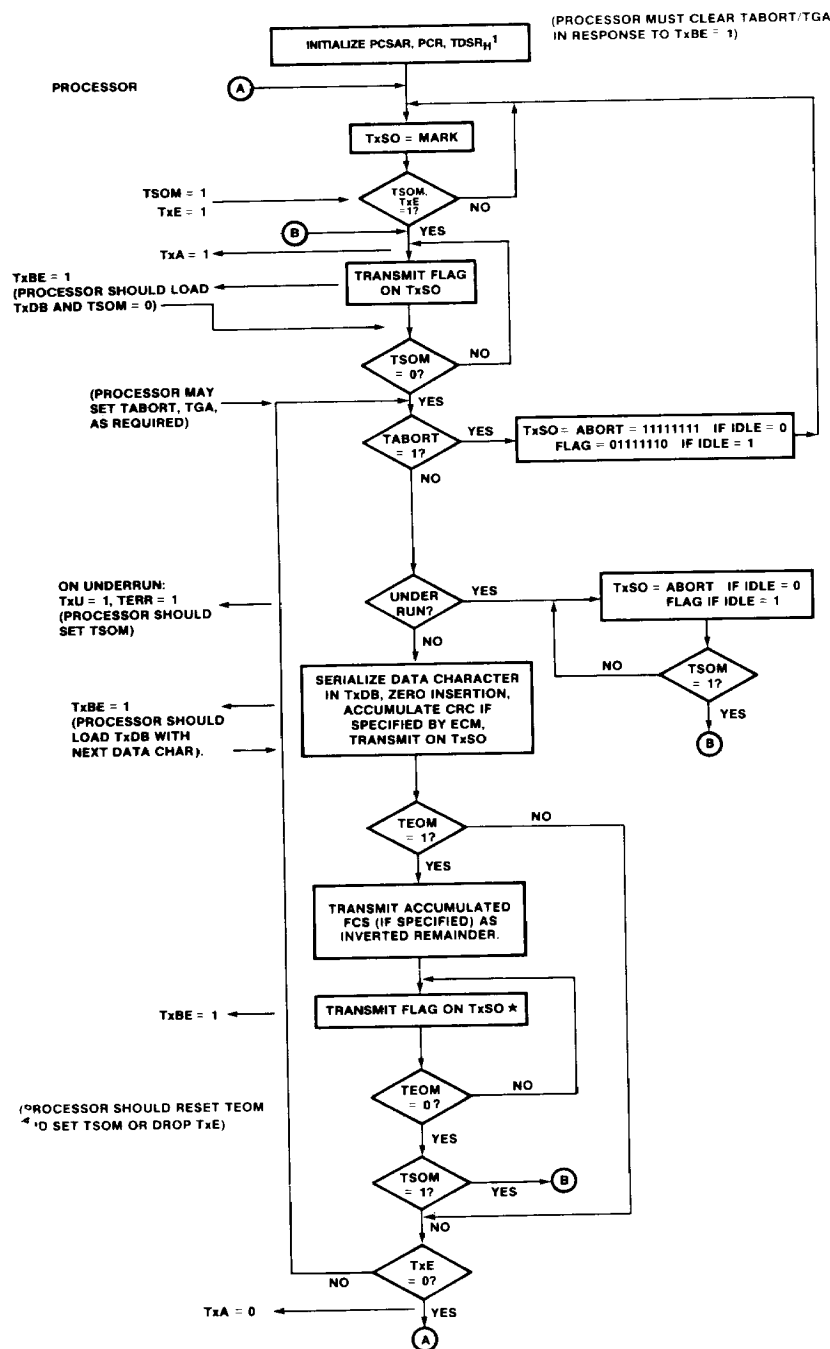 (PROCESSOR MUST CLEAR TABORT/TGA
IN RESPONSE TO TxBE = 1)
INITIALIZE PCSAR, PCR, TDSRH1
PROCESSOR
A
TxSO = MARK
TSOM = 1
TxE = 1
TSOM,
TxE
=1?
NO
YES
B
TxA = 1
TxBE = 1
(PROCESSOR SHOULD LOAD
TxDB AND TSOM = 0)
TRANSMIT FLAG
ON TxSO
TSOM
= 0?
NO
YES
(PROCESSOR MAY
SET TABORT, TGA,
AS REQUIRED)
TABORT
= 1?
YES
NO
TxSO = ABORT = 11111111 IF IDLE = 0
FLAG = 01111110 IF IDLE = 1
ON UNDERRUN:
TxU = 1, TERR = 1
(PROCESSOR SHOULD
SET TSOM)
UNDER
RUN?
YES
NO
TxSO = ABORT IF IDLE = 0
FLAG IF IDLE = 1
TSOM
= 1?
NO
YES
B
TxBE = 1
(PROCESSOR SHOULD
LOAD TxDB WITH
NEXT DATA CHAR).
SERIALIZE DATA CHARACTER
IN TxDB, ZERO INSERTION,
ACCUMULATE CRC IF
SPECIFIED BY ECM,
TRANSMIT ON TxSO
TEOM
= 1?
NO
YES
TRANSMIT ACCUMULATED
FCS (IF SPECIFIED) AS
INVERTED REMAINDER.
TxBE = 1
TRANSMIT FLAG ON TxSO ★
TEOM
= 0?
NO
YES
(PROCESSOR SHOULD RESET TEOM
SET TSOM OR DROP TxE)
TSOM
= 1?
YES
B
NO
TxE
= 0?
NO
YES
TxA = 0
A